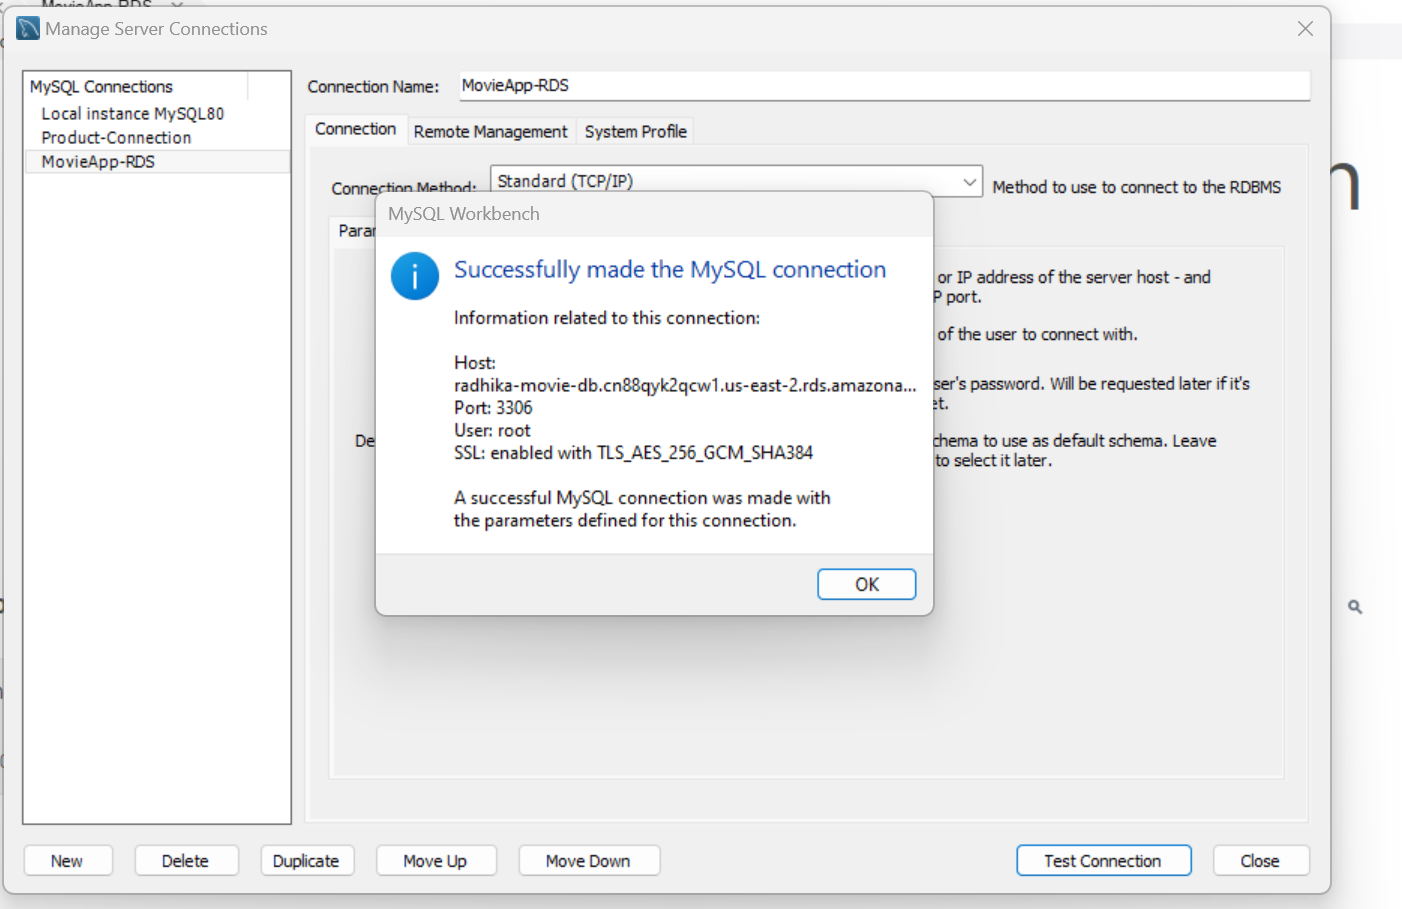 MovieApp-RDS
Manage Server Connections
MySQL Connections
Local instance MySQL80
Product-Connection
MovieApp-RDS
Connection Name:
MovieApp-RDS
Connection
Remote Management
System Profile
Connection Method:
Standard (TCP/IP)
Method to use to connect to the RDBMS
MySQL Workbench
Successfully made the MySQL connection
Information related to this connection:
Host:
radhika-movie-db.cn88qyk2qcw1.us-east-2.rds.amazona...
Port: 3306
User: root
SSL: enabled with TLS_AES_256_GCM_SHA384
A successful MySQL connection was made with
the parameters defined for this connection.
OK
or IP address of the server host - and
P port.
of the user to connect with.
ser's password. Will be requested later if it's
et.
chema to use as default schema. Leave
to select it later.
New
Delete
Duplicate
Move Up
Move Down
Test Connection
Close